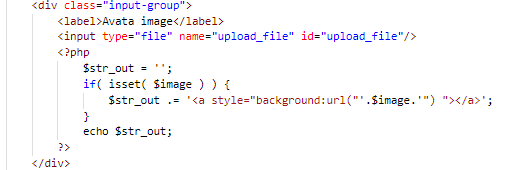 <div class="input-group">
<label>Avata image</label>
<input type="file" name="upload_file" id="upload_file"/>
<?php
$str_out = '';
if( isset( $image ) ) {
$str_out .= '<a style="background:url("'.$image.'") "></a>';
}
echo $str_out;
?>
</div>